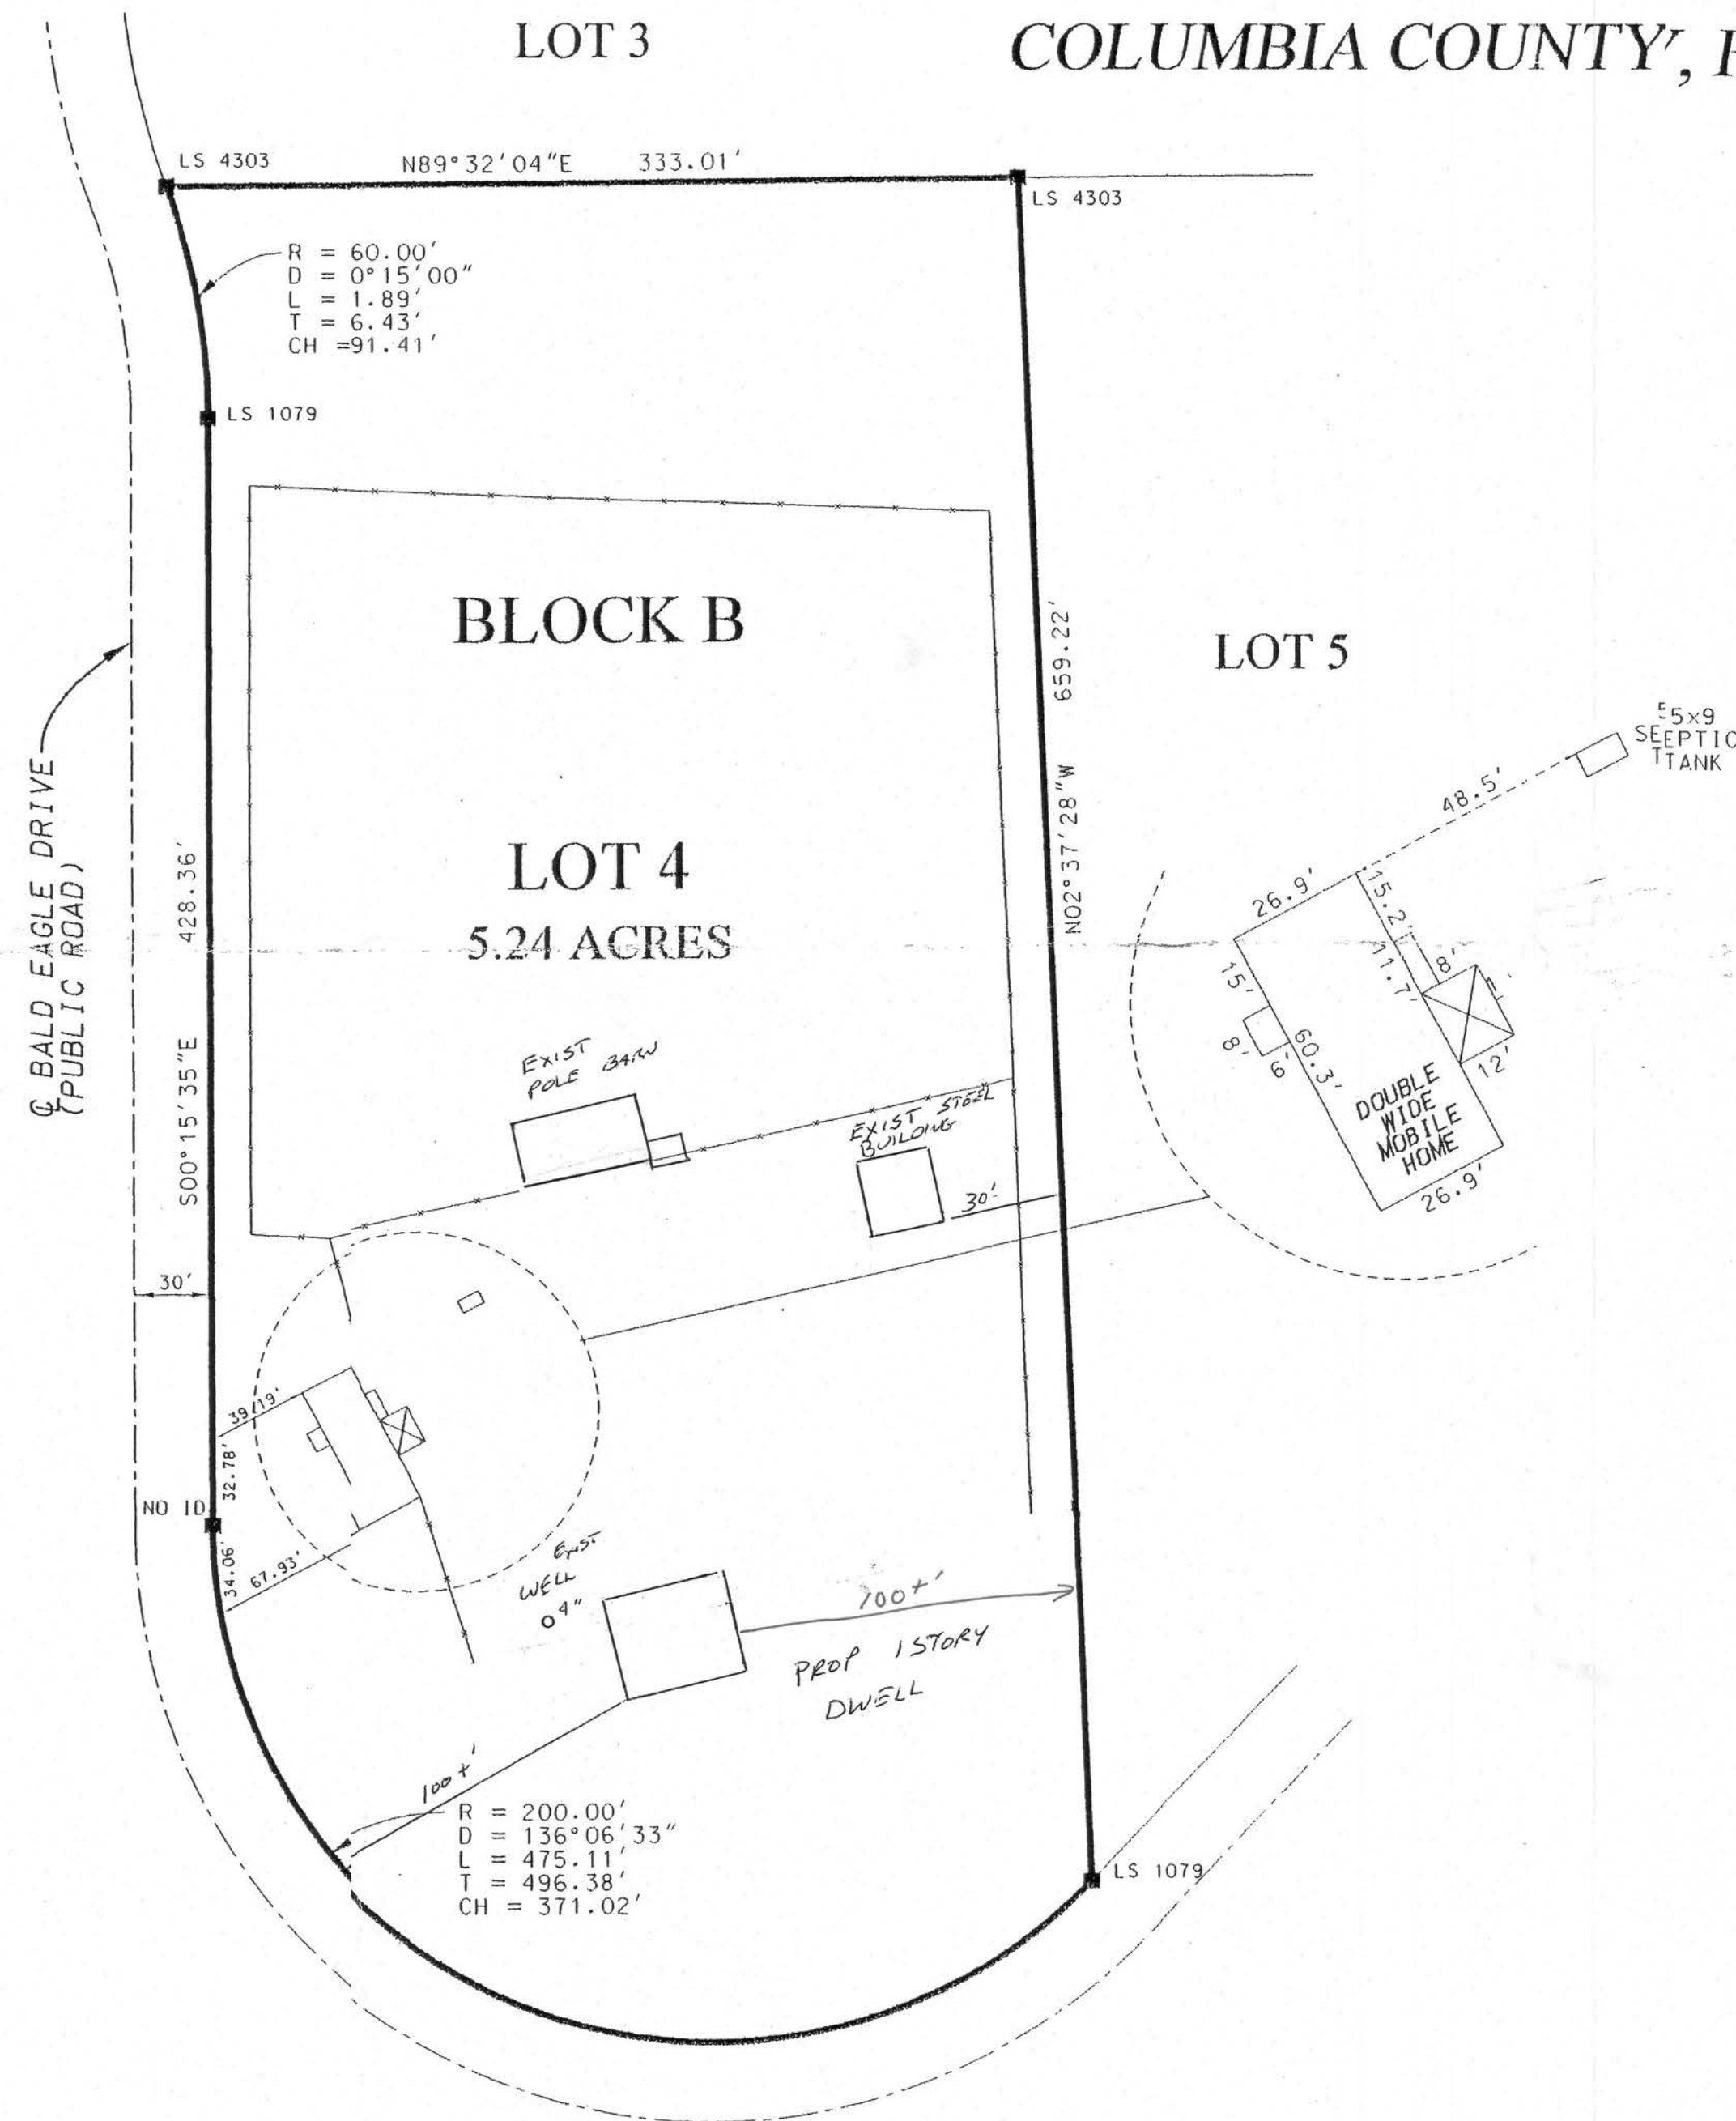 LOT 3
COLUMBIA COUNTY,
LS 4303
N89°32'04"E 333.01'
LS 4303
R = 60.00'
D = 0°15'00"
L = 1.89'
T = 6.43'
CH =91.41'
LS 1079
BLOCK B
659.22'
N02°37'28"W
LOT 5
5x9
SEPTIC
TANK
48.5'
℄ BALD EAGLE DRIVE
(PUBLIC ROAD)
428.36'
S00°15'35"E
LOT 4
5.24 ACRES
26.9'
15.2'
11.7'
8'
15'
8'
6'
60.3'
12'
DOUBLE
WIDE
MOBILE
HOME
26.9'
EXIST
POLE BARN
EXIST STEEL
BUILDING
30'
30'
39.19'
32.78'
NO ID
34.06'
67.93'
EXIST
WELL
4"
100+'
PROP 1 STORY
DWELL
100+'
R = 200.00'
D = 136°06'33"
L = 475.11'
T = 496.38'
CH = 371.02'
LS 1079